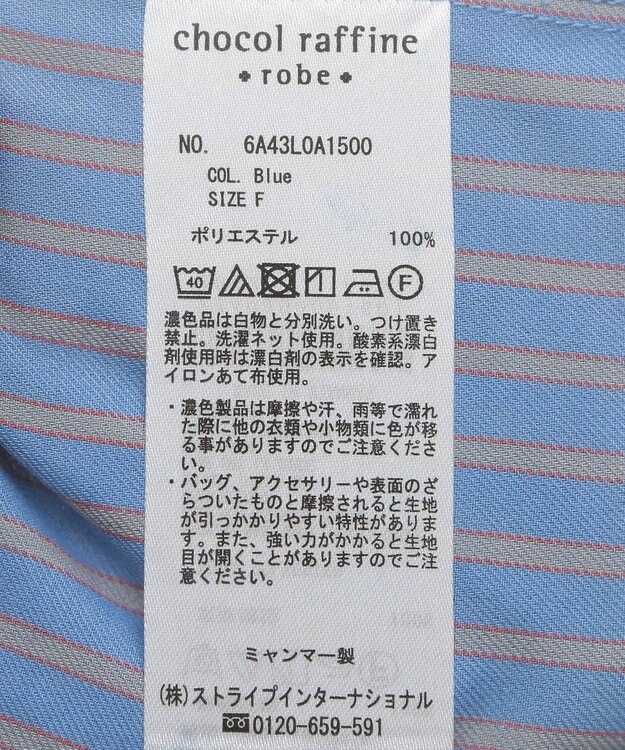 chocol raffine
robe
NO. 6A43L0A1500
COL. Blue
SIZE F
ポリエステル 100%
40
F
濃色品は白物と分別洗い。つけ置き
禁止。洗濯ネット使用。酸素系漂白
剤使用時は漂白剤の表示を確認。ア
イロンあて布使用。
・濃色製品は摩擦や汗、雨等で濡れ
た際に他の衣類や小物類に色が移
る事がありますのでご注意くださ
い。
・バッグ、アクセサリーや表面のざ
らついたものと摩擦されると生地
が引っかかりやすい特性がありま
す。また、強い力がかかると生地
目が開くことがありますのでご注
意ください。
ミャンマー製
(株)ストライプインターナショナル
0120-659-591